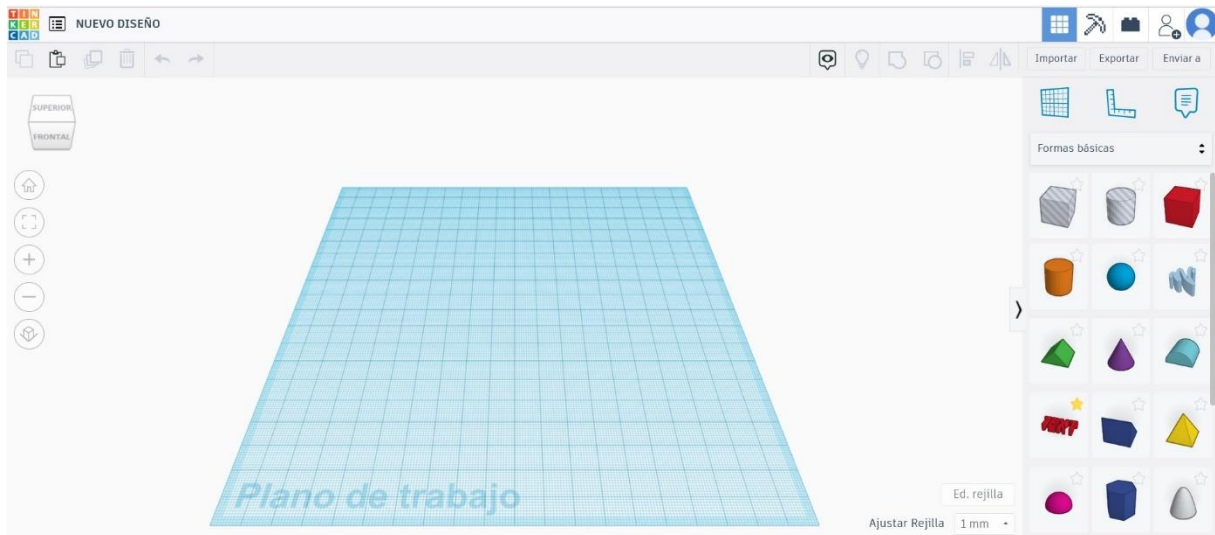 TIN
KER
CAD
NUEVO DISEÑO
Importar
Exportar
Enviar a
SUPERIOR
FRONTAL
Formas básicas
TEXT
Plano de trabajo
Ed. rejilla
Ajustar Rejilla 1 mm